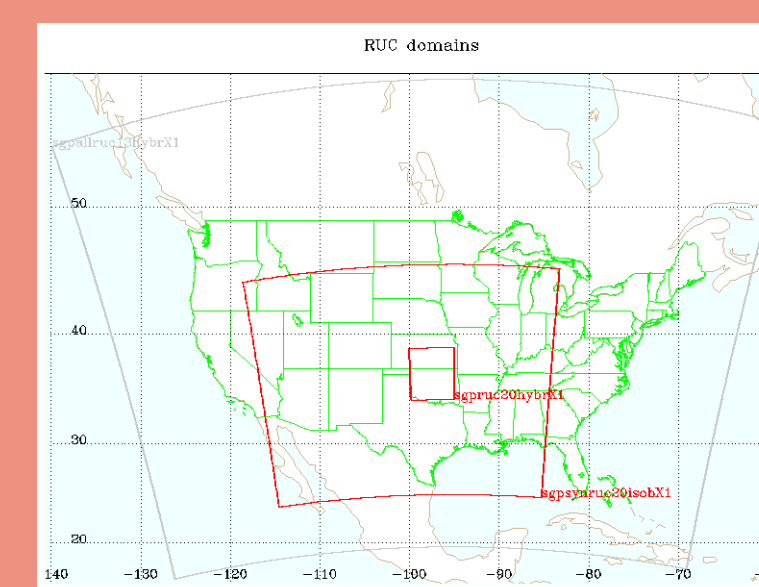 RUC domains
sgpallruc13hybrX1
50
40
sgpruc20hybrX1
30
sgpsynruc20isobX1
20
140 -130 -120 -110 -100 -90 -80 -70